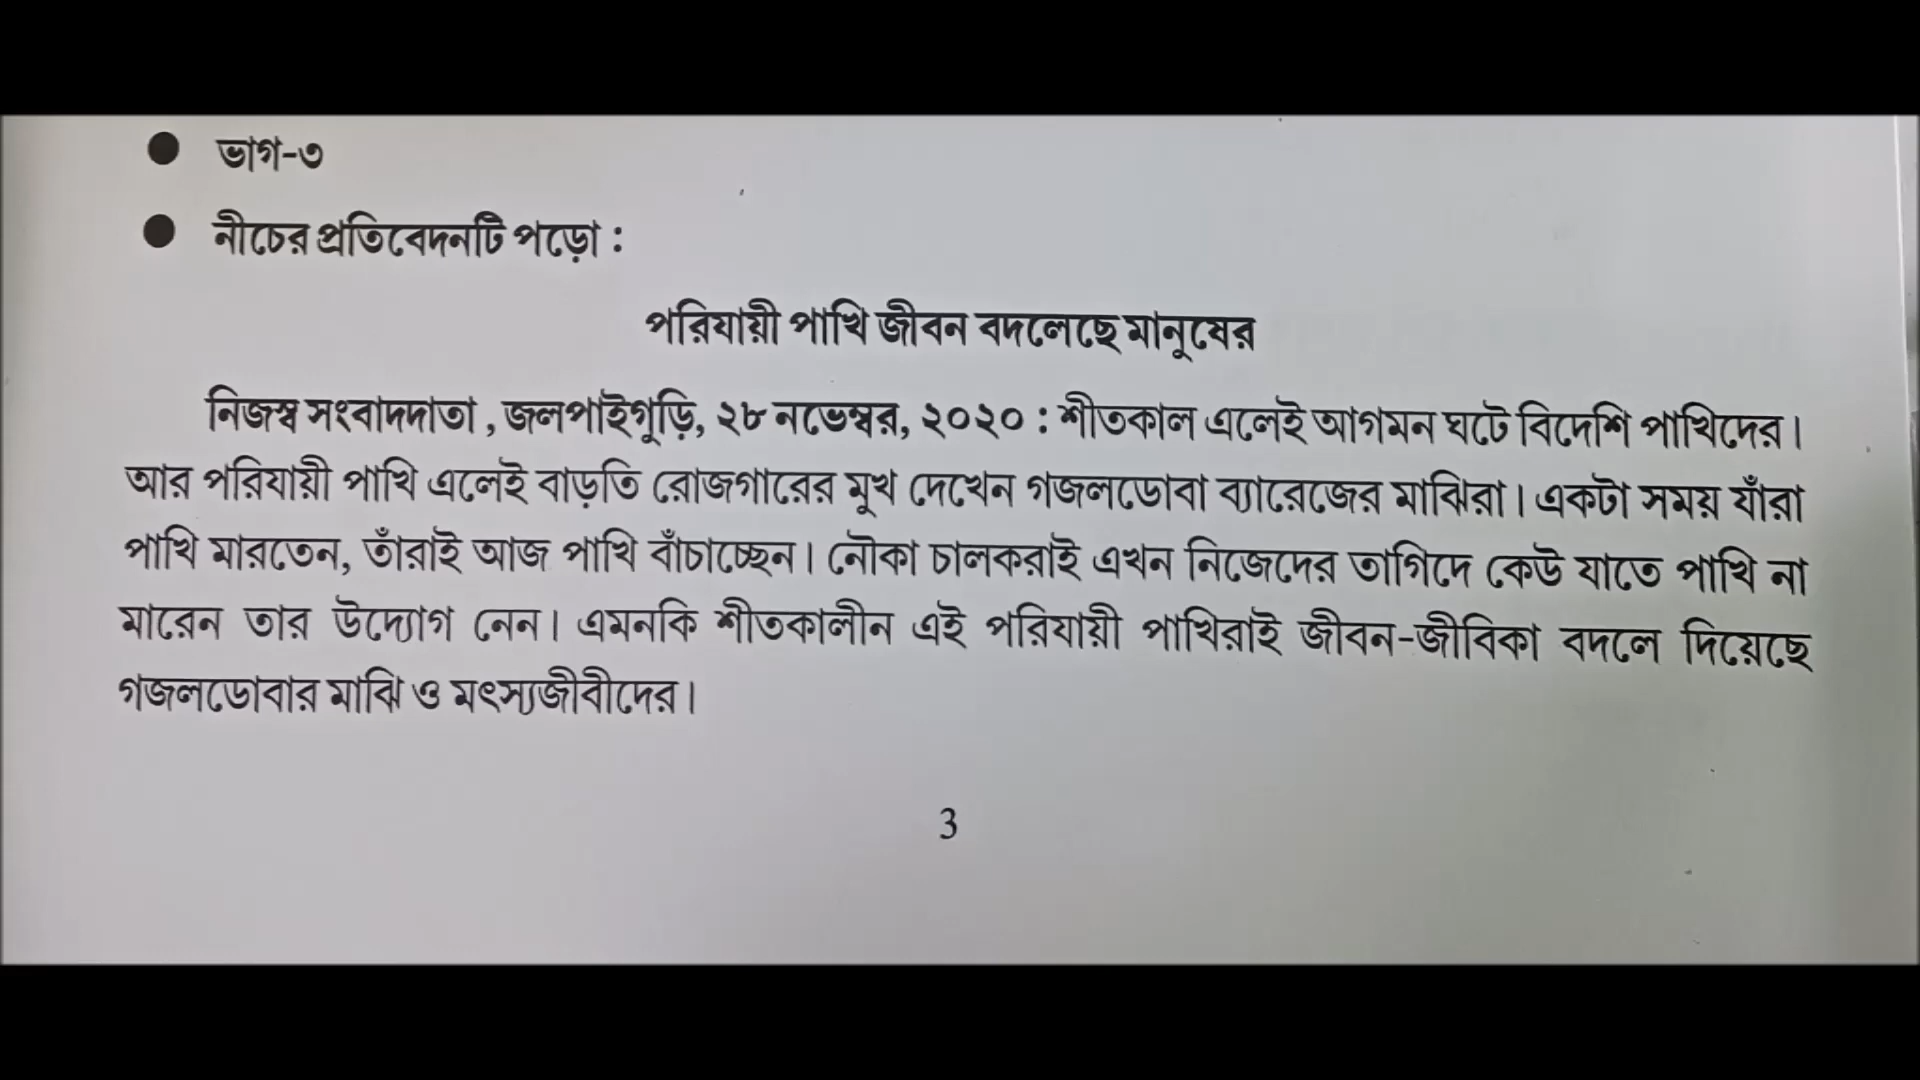 ● ভাগ-৩
● নীচের প্রতিবেদনটি পড়ো :
পরিযায়ী পাখি জীবন বদলেছে মানুষের
নিজস্ব সংবাদদাতা , জলপাইগুড়ি, ২৮ নভেম্বর, ২০২০ : শীতকাল এলেই আগমন ঘটে বিদেশি পাখিদের।
আর পরিযায়ী পাখি এলেই বাড়তি রোজগারের মুখ দেখেন গজলডোবা ব্যারেজের মাঝিরা। একটা সময় যাঁরা
পাখি মারতেন, তাঁরাই আজ পাখি বাঁচাচ্ছেন। নৌকা চালকরাই এখন নিজেদের তাগিদে কেউ যাতে পাখি না
মারেন তার উদ্যোগ নেন। এমনকি শীতকালীন এই পরিযায়ী পাখিরাই জীবন-জীবিকা বদলে দিয়েছে
গজলডোবার মাঝি ও মৎস্যজীবীদের।
3